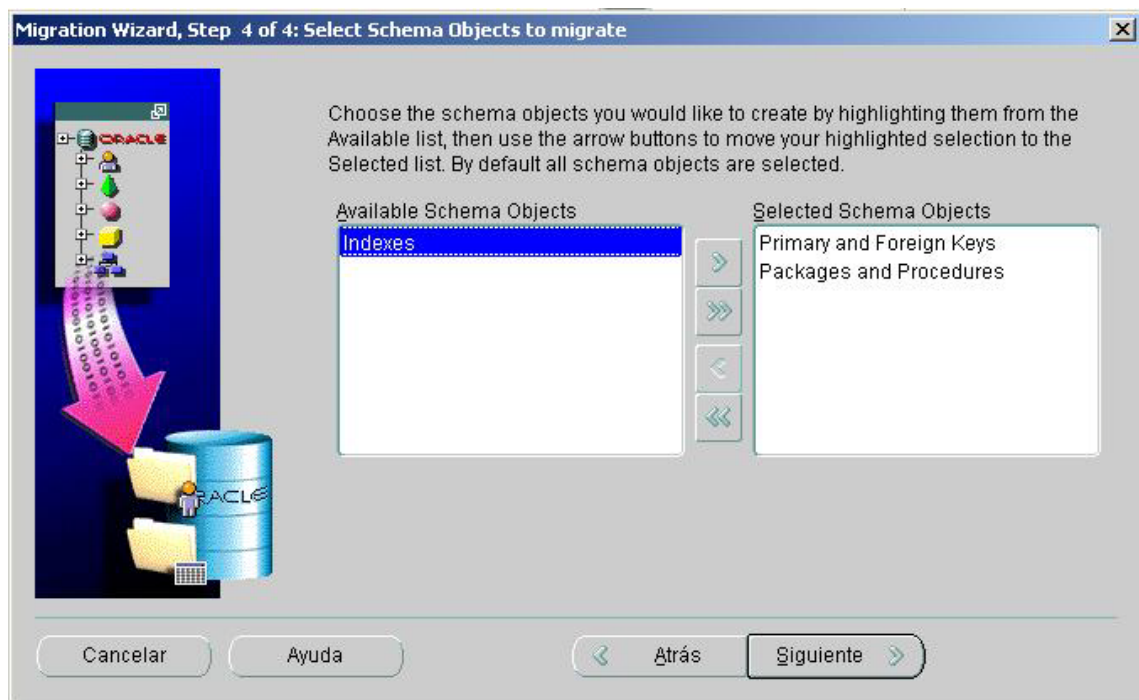 Migration Wizard, Step 4 of 4: Select Schema Objects to migrate
ORACLE
Choose the schema objects you would like to create by highlighting them from the
Available list, then use the arrow buttons to move your highlighted selection to the
Selected list. By default all schema objects are selected.
Available Schema Objects
Selected Schema Objects
Indexes
Primary and Foreign Keys
Packages and Procedures
RACLE
Cancelar
Ayuda
Atrás
Siguiente